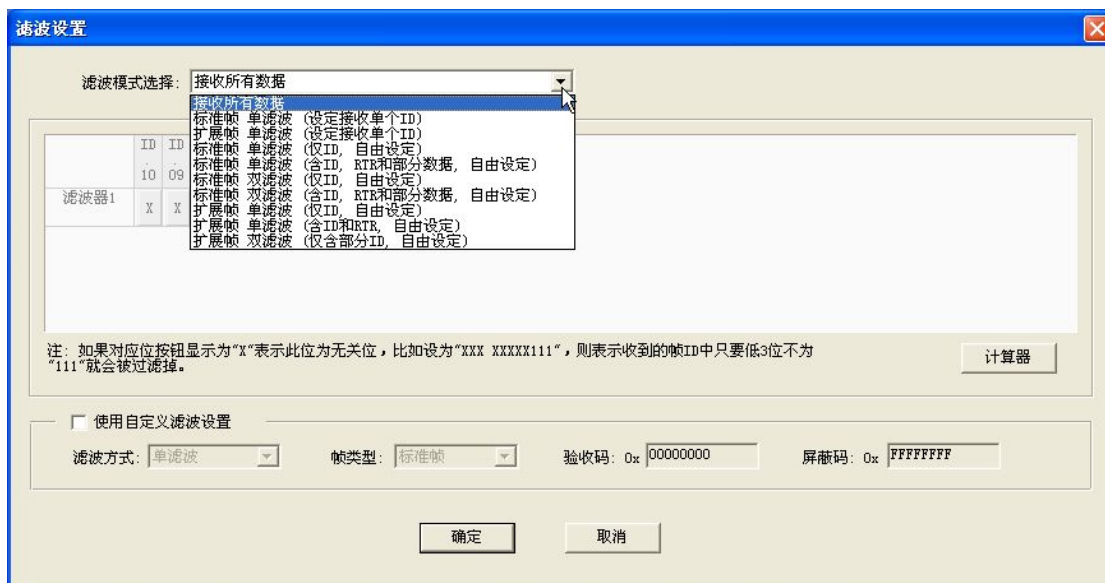 滤波设置
滤波模式选择: 接收所有数据
接收所有数据
标准帧 单滤波 (设定接收单个ID)
扩展帧 单滤波 (设定接收单个ID)
标准帧 单滤波 (仅ID, 自由设定)
标准帧 单滤波 (含ID, RTR和部分数据, 自由设定)
标准帧 双滤波 (仅ID, 自由设定)
标准帧 双滤波 (含ID, RTR和部分数据, 自由设定)
扩展帧 单滤波 (仅ID, 自由设定)
扩展帧 单滤波 (含ID和RTR, 自由设定)
扩展帧 双滤波 (仅含部分ID, 自由设定)
ID ID
. .
10 09
滤波器1 X X
注: 如果对应位按钮显示为"X"表示此位为无关位,比如设为"XXX XXXXX111",则表示收到的帧ID中只要低3位不为
"111"就会被过滤掉。
计算器
使用自定义滤波设置
滤波方式: 单滤波 帧类型: 标准帧 验收码: 0x 00000000 屏蔽码: 0x FFFFFFFF
确定 取消